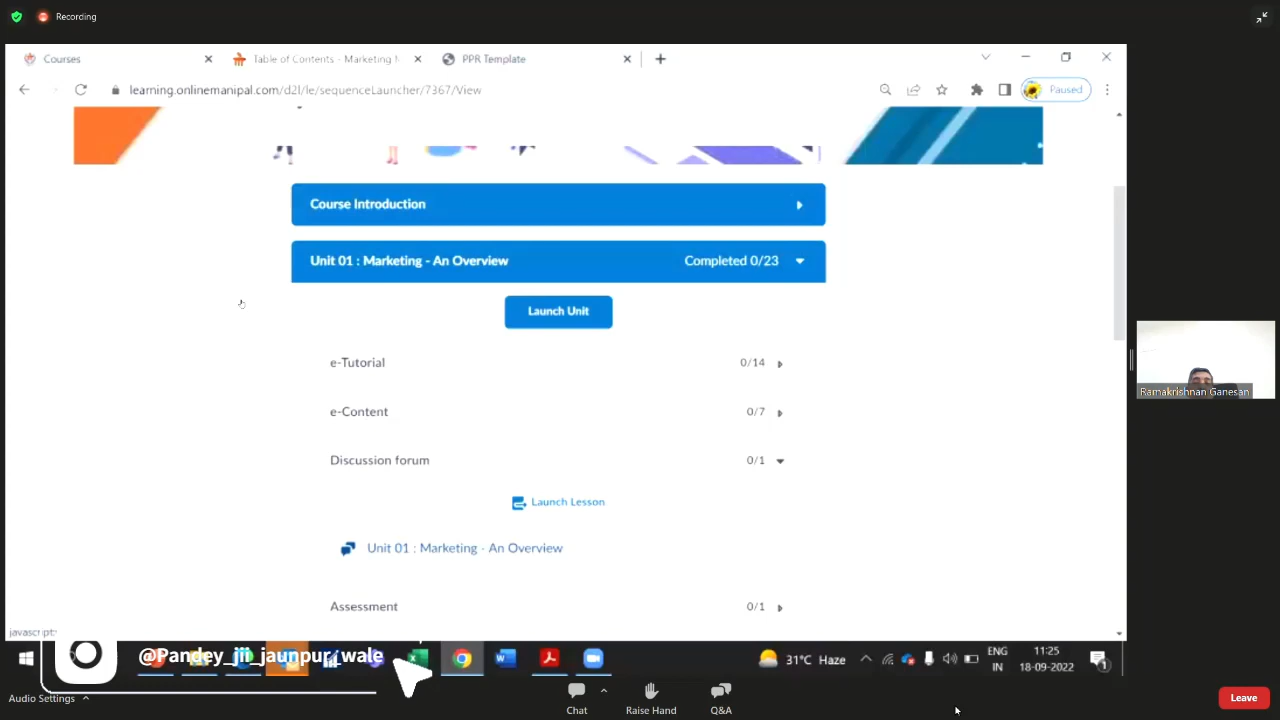 Recording
Courses
Table of Contents - Marketing M
PPR Template
learning.onlinemanipal.com/d2l/le/sequenceLauncher/7367/View
Paused
Course Introduction
Unit 01 : Marketing - An Overview
Completed 0/23
Launch Unit
e-Tutorial
0/14
e-Content
0/7
Discussion forum
0/1
Launch Lesson
Unit 01 : Marketing - An Overview
Assessment
0/1
Ramakrishnan Ganesan
javascript:
@Pandey_jii_jaunpur_wale
31°C Haze
ENG
IN
11:25
18-09-2022
1
Audio Settings
Chat
Raise Hand
Q&A
Leave